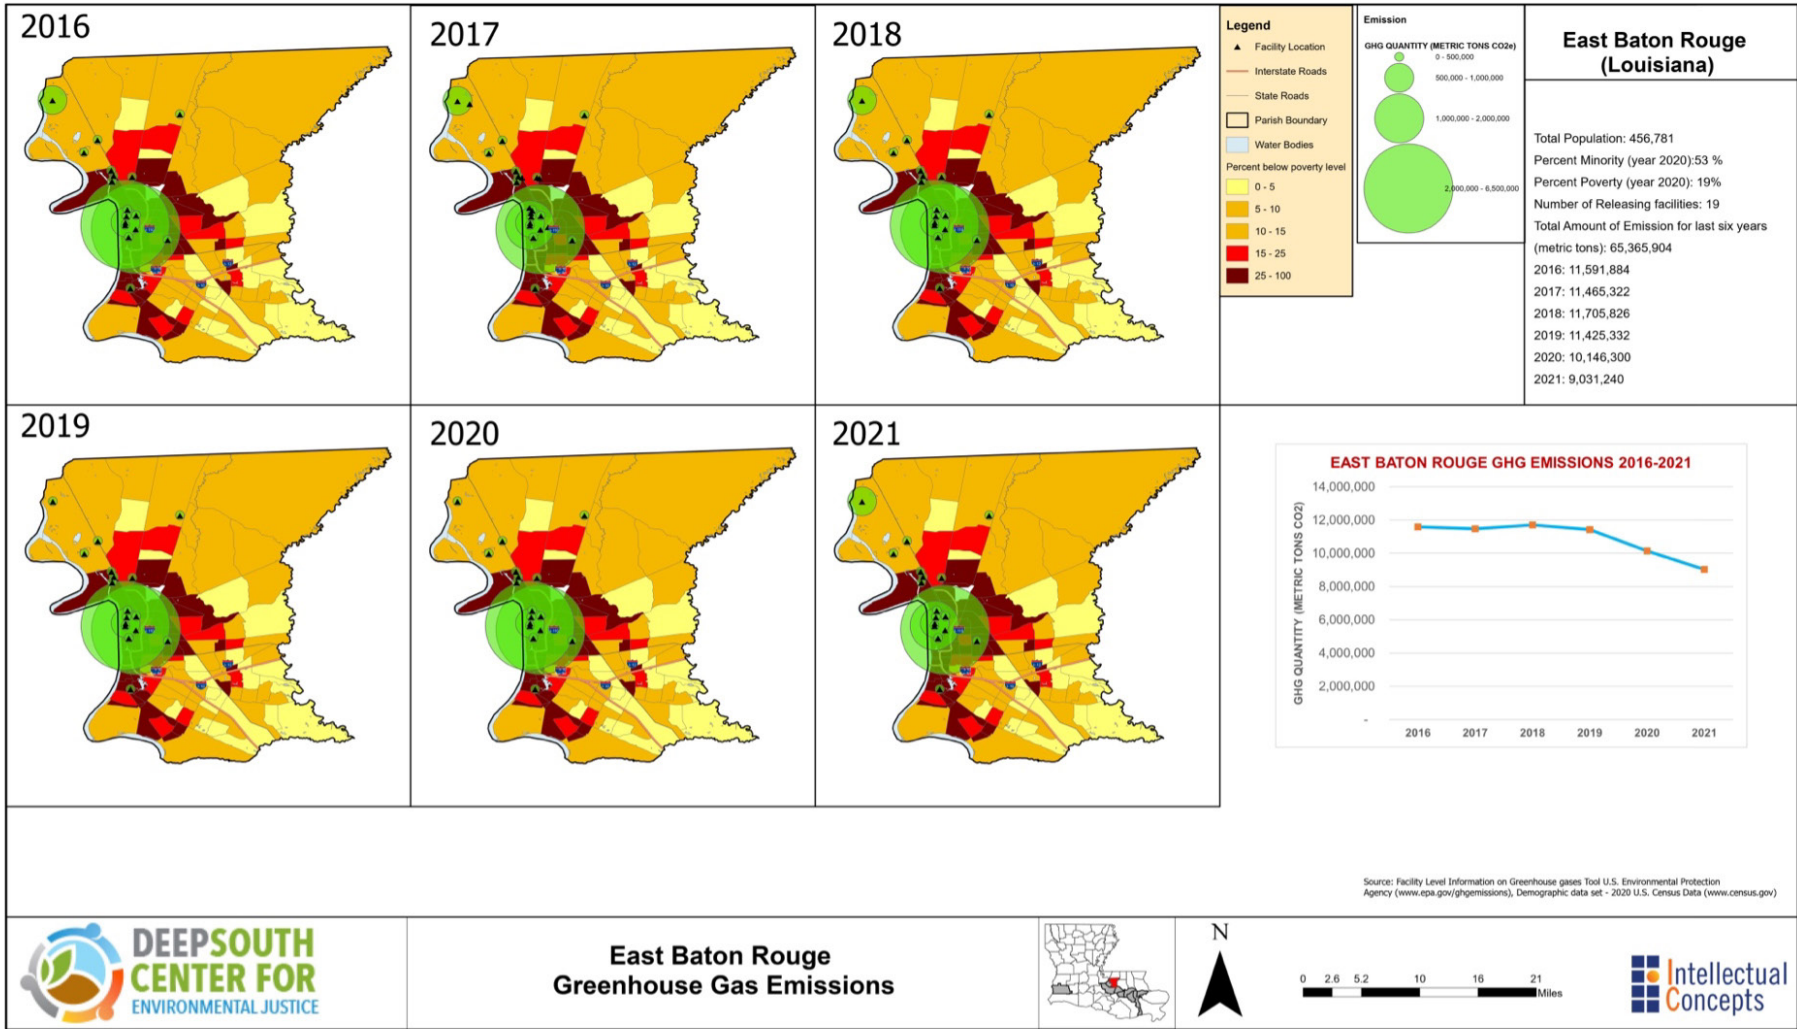 2016
2017
2018
Legend
Facility Location
Interstate Roads
State Roads
Parish Boundary
Water Bodies
Percent below poverty level
0 - 5
5 - 10
10 - 15
15 - 25
25 - 100
Emission
GHG QUANTITY (METRIC TONS CO2e)
0 - 500,000
500,000 - 1,000,000
1,000,000 - 2,000,000
2,000,000 - 6,500,000
East Baton Rouge
(Louisiana)
Total Population: 456,781
Percent Minority (year 2020):53 %
Percent Poverty (year 2020): 19%
Number of Releasing facilities: 19
Total Amount of Emission for last six years
(metric tons): 65,365,904
2016: 11,591,884
2017: 11,465,322
2018: 11,705,826
2019: 11,425,332
2020: 10,146,300
2021: 9,031,240
2019
2020
2021
EAST BATON ROUGE GHG EMISSIONS 2016-2021
GHG QUANTITY (METRIC TONS CO2)
14,000,000
12,000,000
10,000,000
8,000,000
6,000,000
4,000,000
2,000,000
-
2016 2017 2018 2019 2020 2021
Source: Facility Level Information on Greenhouse gases Tool U.S. Environmental Protection
Agency (www.epa.gov/ghgemissions), Demographic data set - 2020 U.S. Census Data (www.census.gov)
DEEPSOUTH
CENTER FOR
ENVIRONMENTAL JUSTICE
East Baton Rouge
Greenhouse Gas Emissions
N
0 2.6 5.2 10 16 21
Miles
Intellectual
Concepts